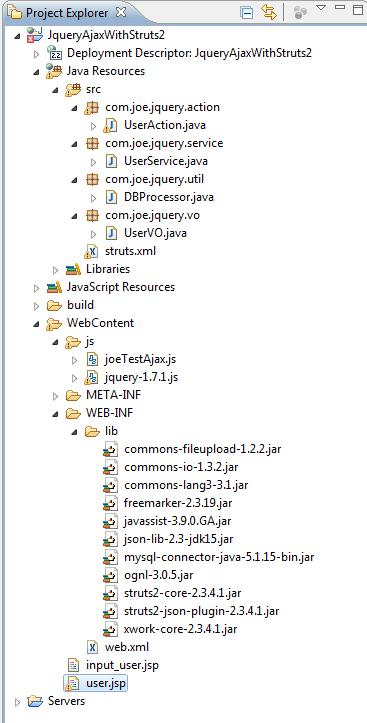 Project Explorer
JqueryAjaxWithStruts2
Deployment Descriptor: JqueryAjaxWithStruts2
Java Resources
src
com.joe.jquery.action
UserAction.java
com.joe.jquery.service
UserService.java
com.joe.jquery.util
DBProcessor.java
com.joe.jquery.vo
UserVO.java
struts.xml
Libraries
JavaScript Resources
build
WebContent
js
joeTestAjax.js
jquery-1.7.1.js
META-INF
WEB-INF
lib
commons-fileupload-1.2.2.jar
commons-io-1.3.2.jar
commons-lang3-3.1.jar
freemarker-2.3.19.jar
javassist-3.9.0.GA.jar
json-lib-2.3-jdk15.jar
mysql-connector-java-5.1.15-bin.jar
ognl-3.0.5.jar
struts2-core-2.3.4.1.jar
struts2-json-plugin-2.3.4.1.jar
xwork-core-2.3.4.1.jar
web.xml
input_user.jsp
user.jsp
Servers